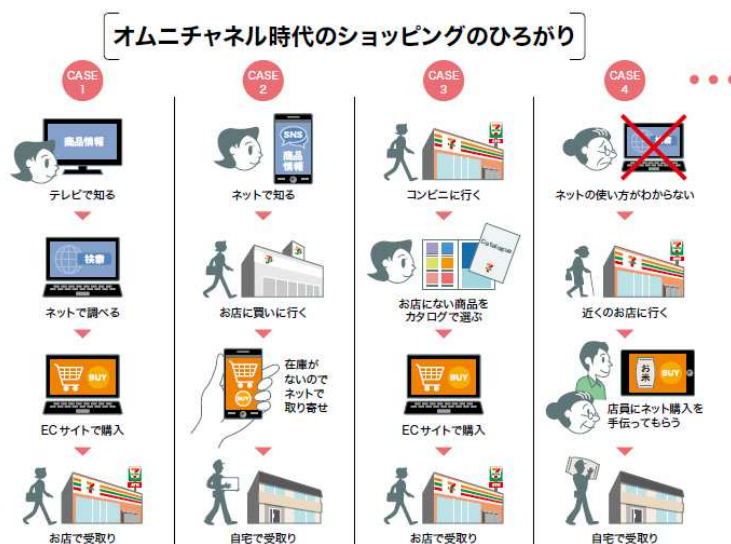 オムニチャネル時代のショッピングのひろがり
CASE
1
商品情報
テレビで知る
検索
ネットで調べる
BUY
ECサイトで購入
7
お店で受取り
CASE
2
SNS
商品
情報
ネットで知る
7
お店に買いに行く
BUY
在庫が
ないので
ネットで
取り寄せ
自宅で受取り
CASE
3
7
コンビニに行く
Catalogue
7
お店にない商品を
カタログで選ぶ
BUY
ECサイトで購入
7
お店で受取り
CASE
4
ネットの使い方がわからない
7
近くのお店に行く
お米
BUY
店員にネット購入を
手伝ってもらう
自宅で受取り